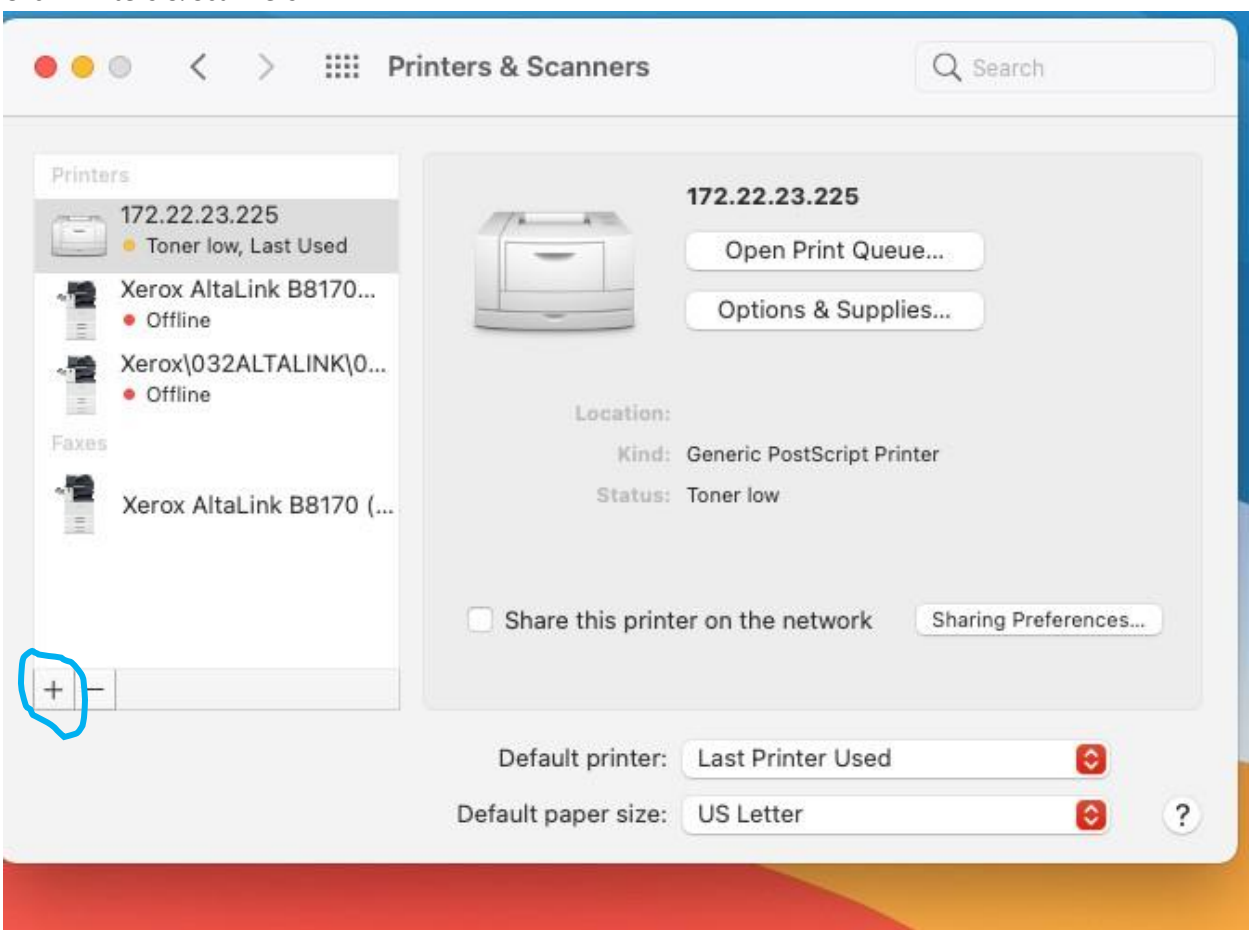 Printers & Scanners
Search
Printers
172.22.23.225
Toner low, Last Used
Xerox AltaLink B8170...
Offline
Xerox\032ALTALINK\0...
Offline
Faxes
Xerox AltaLink B8170 (...
+ −
172.22.23.225
Open Print Queue...
Options & Supplies...
Location:
Kind: Generic PostScript Printer
Status: Toner low
Share this printer on the network
Sharing Preferences...
Default printer: Last Printer Used
Default paper size: US Letter
?